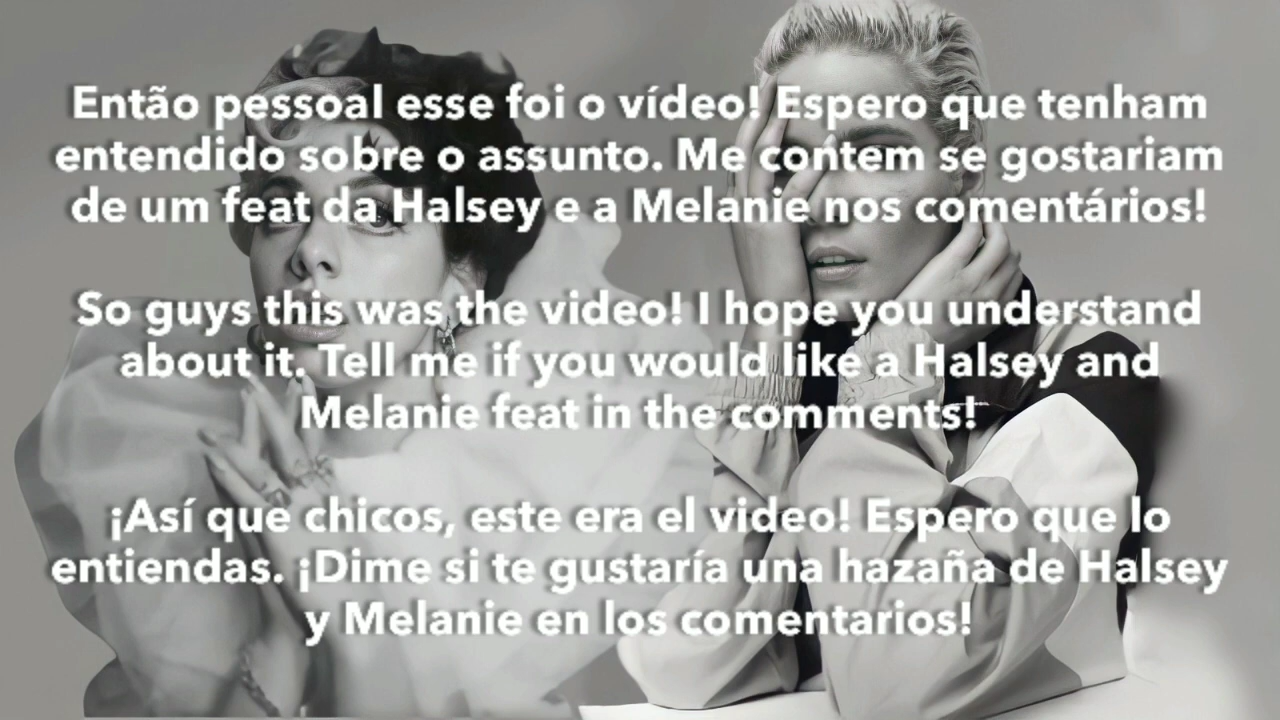 Então pessoal esse foi o vídeo! Espero que tenham
entendido sobre o assunto. Me contem se gostariam
de um feat da Halsey e a Melanie nos comentários!
So guys this was the video! I hope you understand
about it. Tell me if you would like a Halsey and
Melanie feat in the comments!
¡Así que chicos, este era el video! Espero que lo
entiendas. ¡Dime si te gustaría una hazaña de Halsey
y Melanie en los comentarios!